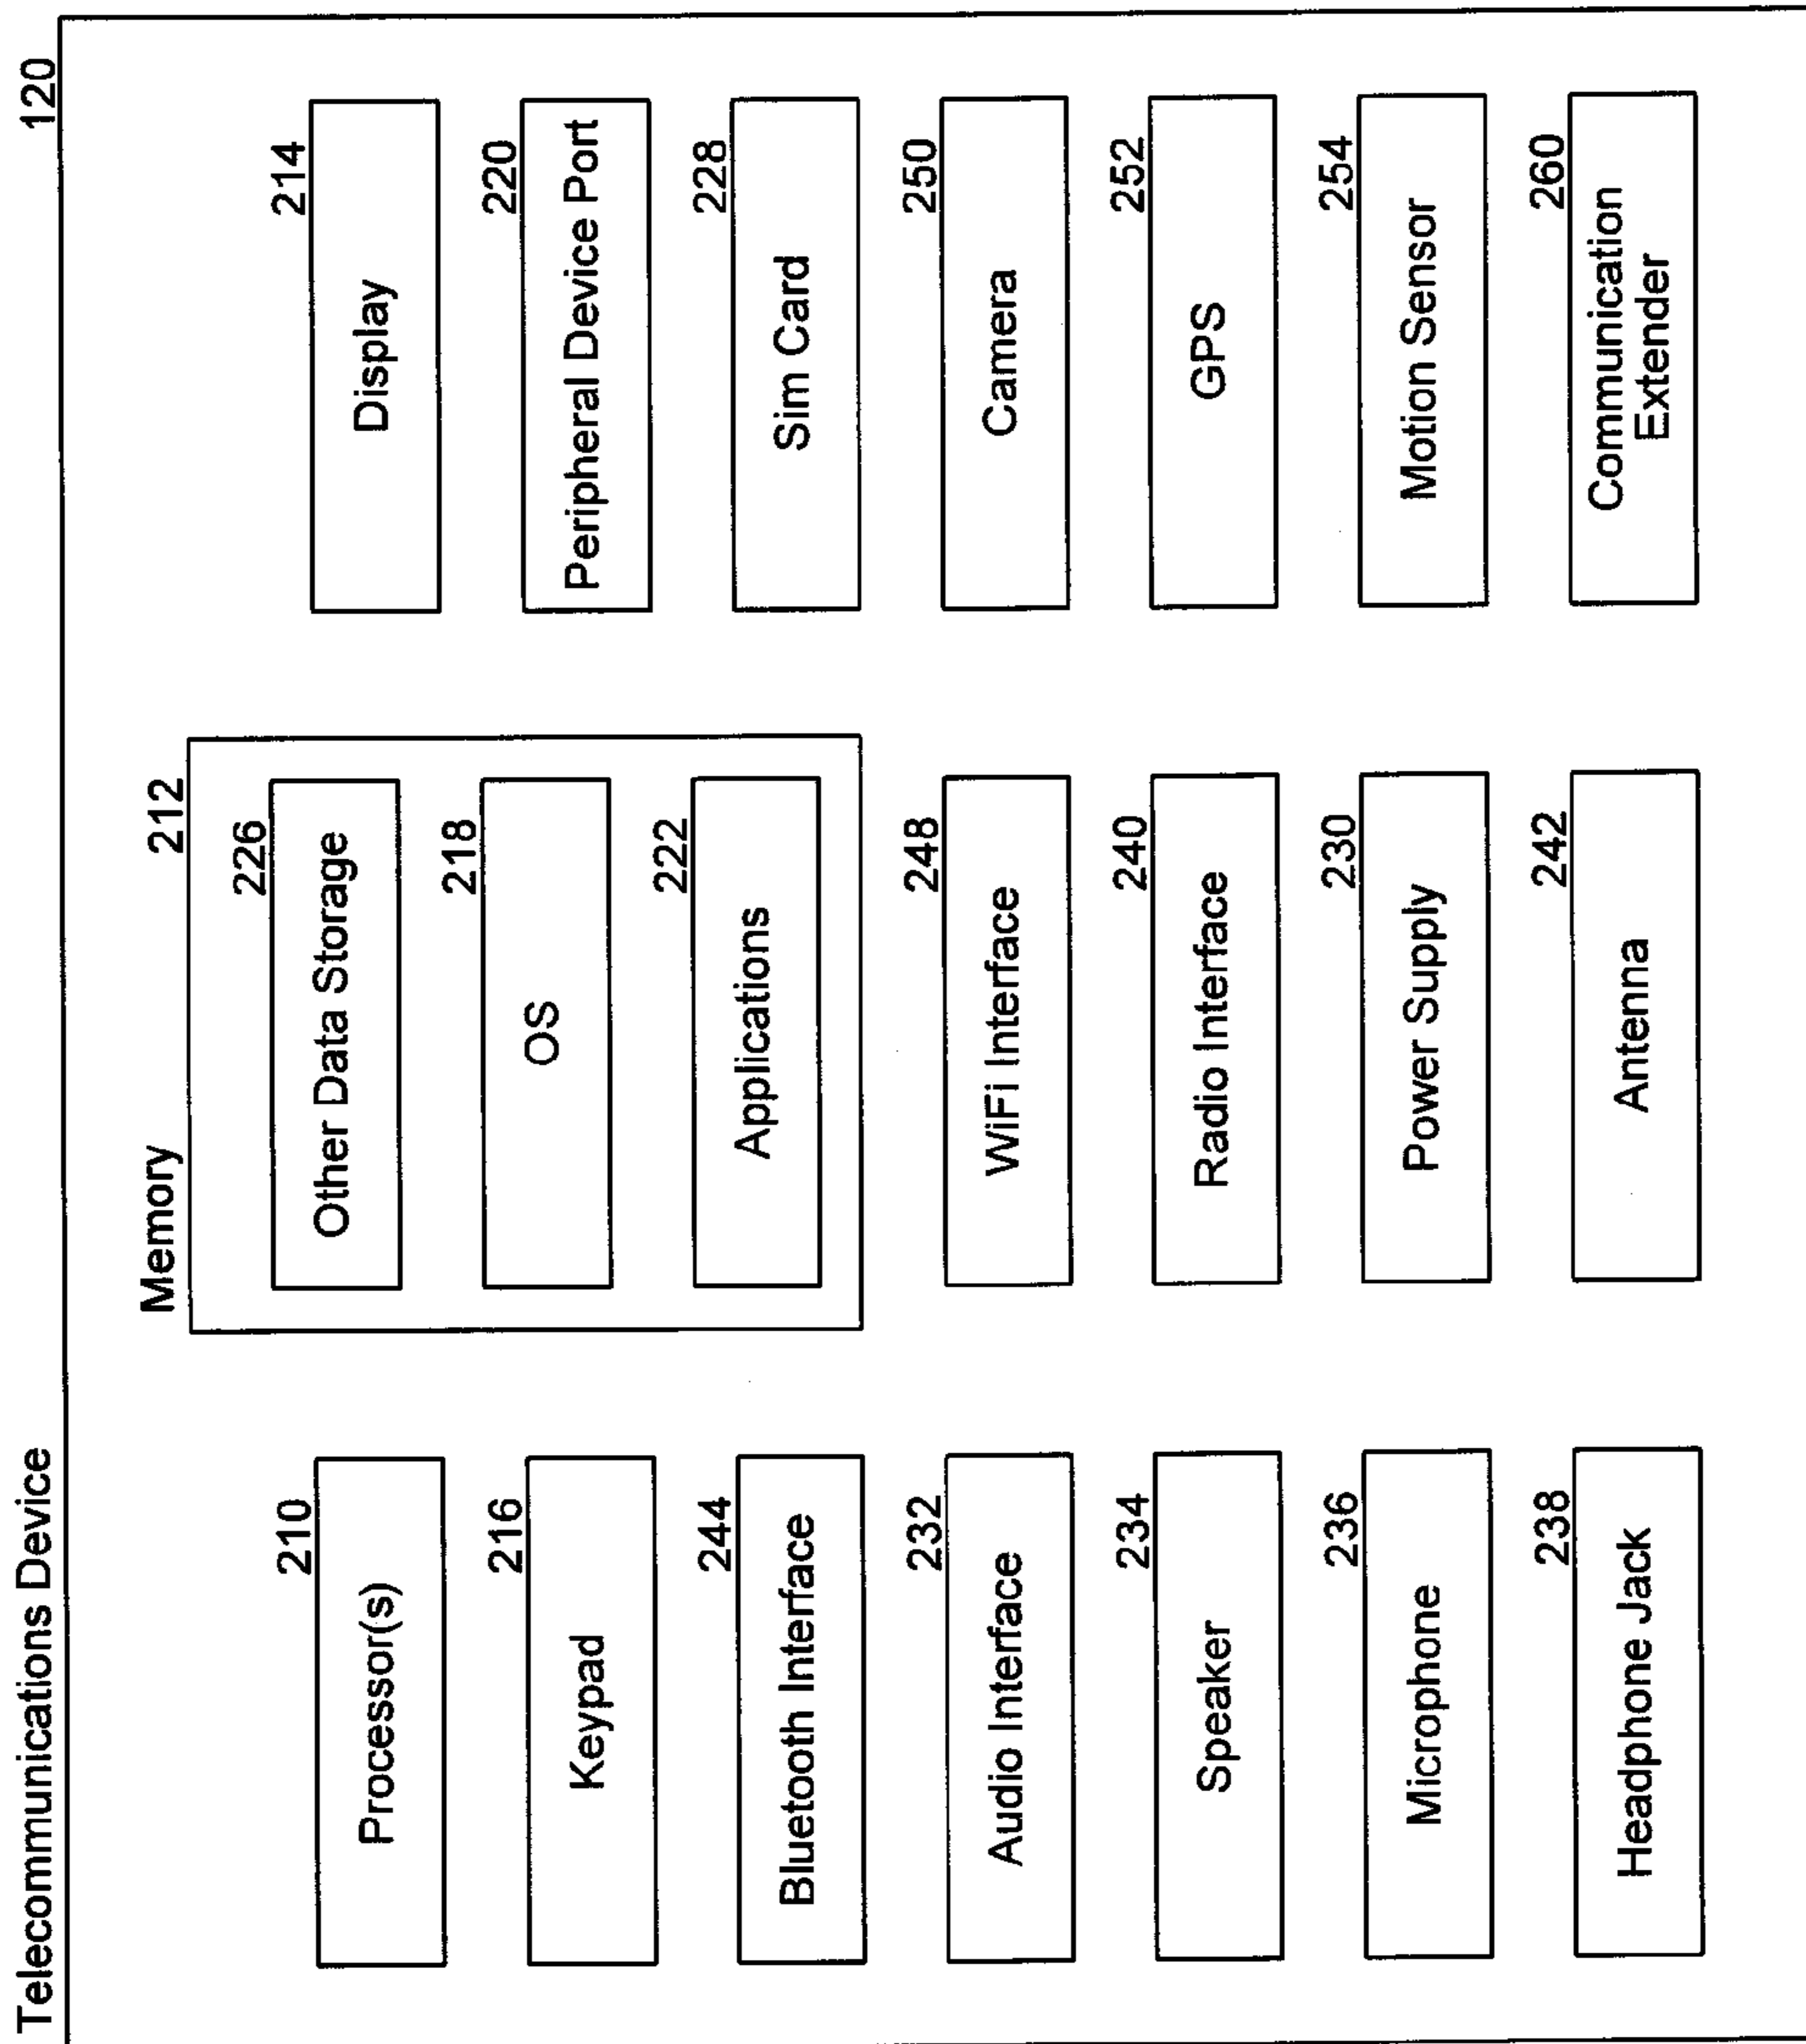 Telecommunications Device
120
210
Processor(s)
216
Keypad
244
Bluetooth Interface
232
Audio Interface
234
Speaker
236
Microphone
238
Headphone Jack
Memory
212
226
Other Data Storage
218
OS
222
Applications
248
WiFi Interface
240
Radio Interface
230
Power Supply
242
Antenna
214
Display
220
Peripheral Device Port
228
Sim Card
250
Camera
252
GPS
254
Motion Sensor
260
Communication
Extender